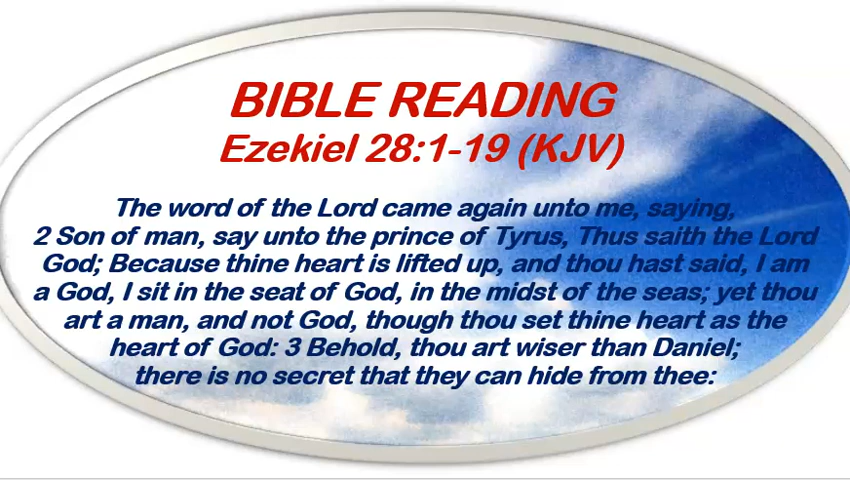 BIBLE READING
Ezekiel 28:1-19 (KJV)
The word of the Lord came again unto me, saying,
2 Son of man, say unto the prince of Tyrus, Thus saith the Lord
God; Because thine heart is lifted up, and thou hast said, I am
a God, I sit in the seat of God, in the midst of the seas; yet thou
art a man, and not God, though thou set thine heart as the
heart of God: 3 Behold, thou art wiser than Daniel;
there is no secret that they can hide from thee: